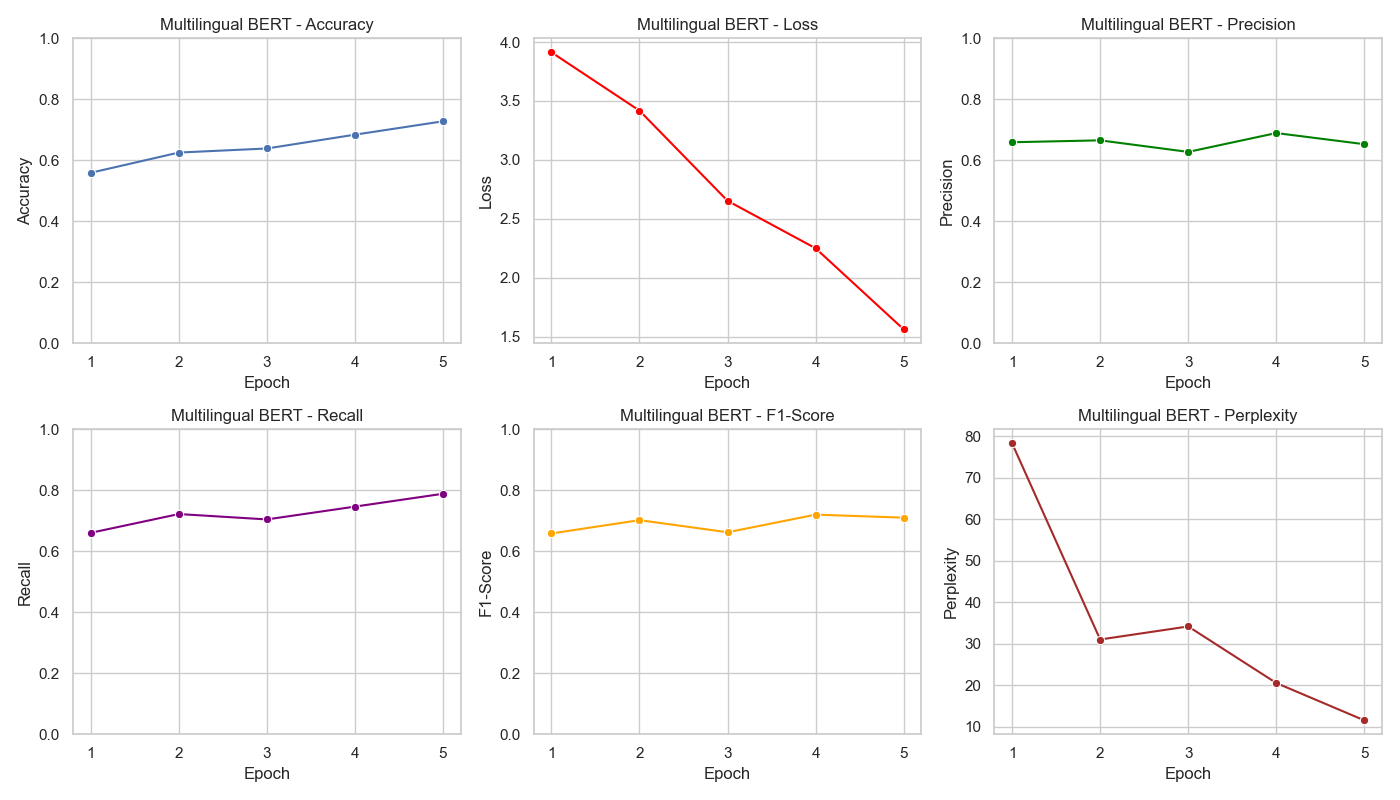 Multilingual BERT - Accuracy
1.0
0.8
0.6
0.4
0.2
0.0
Accuracy
1 2 3 4 5
Epoch
Multilingual BERT - Loss
4.0
3.5
3.0
2.5
2.0
1.5
Loss
1 2 3 4 5
Epoch
Multilingual BERT - Precision
1.0
0.8
0.6
0.4
0.2
0.0
Precision
1 2 3 4 5
Epoch
Multilingual BERT - Recall
1.0
0.8
0.6
0.4
0.2
0.0
Recall
1 2 3 4 5
Epoch
Multilingual BERT - F1-Score
1.0
0.8
0.6
0.4
0.2
0.0
F1-Score
1 2 3 4 5
Epoch
Multilingual BERT - Perplexity
80
70
60
50
40
30
20
10
Perplexity
1 2 3 4 5
Epoch